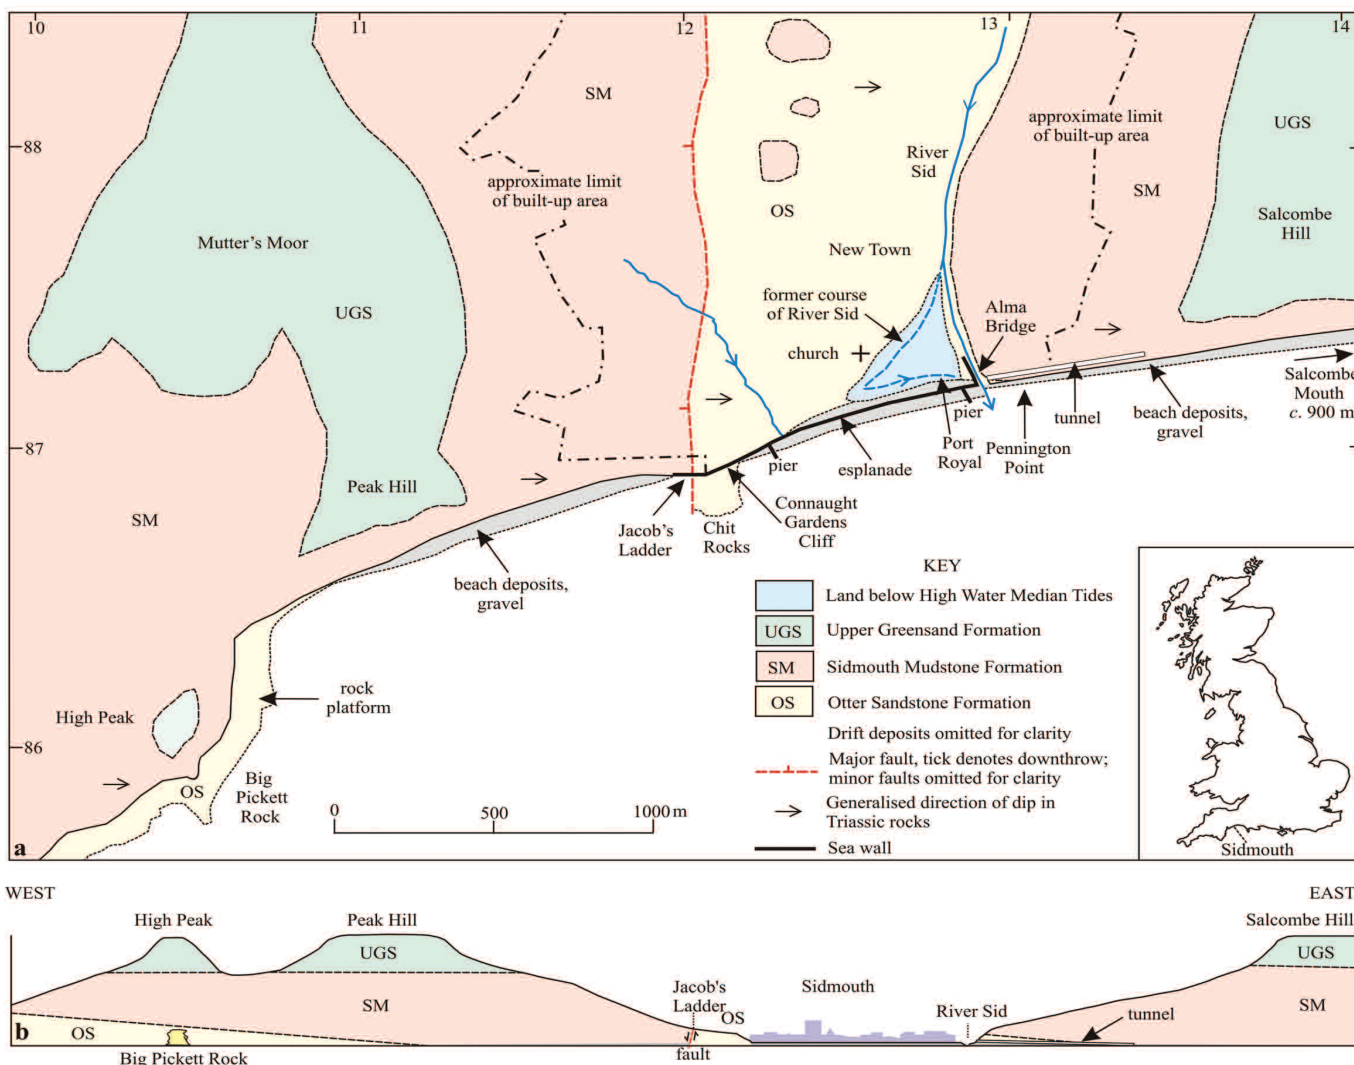 10
11
12
13
14
SM
approximate limit
of built-up area
UGS
88
River
Sid
approximate limit
of built-up area
SM
OS
Salcombe
Hill
Mutter's Moor
New Town
UGS
former course
of River Sid
Alma
Bridge
church
Salcombe
Mouth
c. 900 m
87
pier
tunnel
beach deposits,
gravel
Port
Royal
Pennington
Point
esplanade
pier
Peak Hill
SM
Jacob's
Ladder
Chit
Rocks
Connaught
Gardens
Cliff
beach deposits,
gravel
KEY
Land below High Water Median Tides
UGS
Upper Greensand Formation
SM
Sidmouth Mudstone Formation
OS
Otter Sandstone Formation
Drift deposits omitted for clarity
Major fault, tick denotes downthrow;
minor faults omitted for clarity
Generalised direction of dip in
Triassic rocks
Sea wall
rock
platform
High Peak
86
OS
Big
Pickett
Rock
0
500
1000 m
Sidmouth
a
WEST
EAST
High Peak
Peak Hill
Salcombe Hill
UGS
UGS
Jacob's
Ladder
Sidmouth
SM
SM
River Sid
tunnel
b
OS
OS
fault
Big Pickett Rock